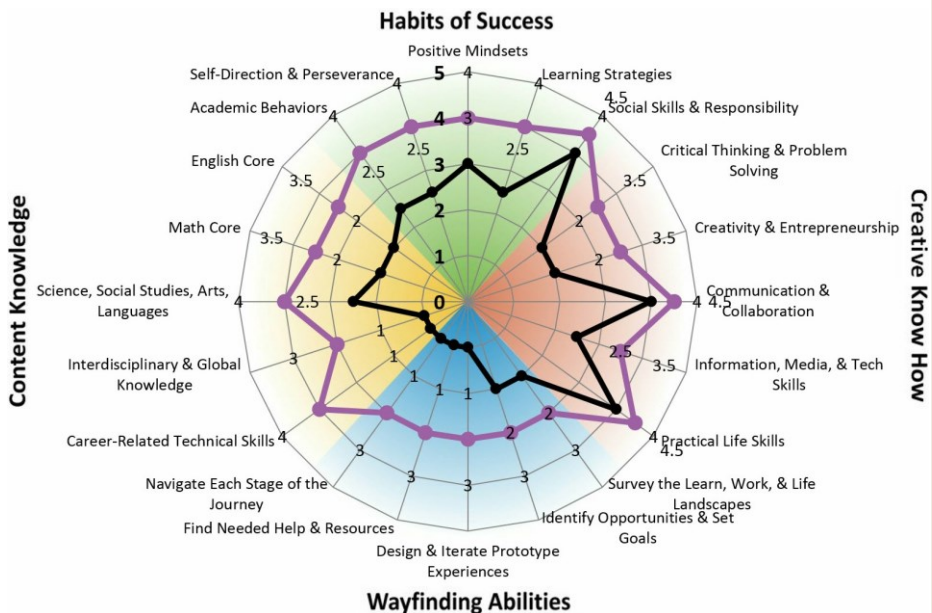 Habits of Success
Positive Mindsets
Self-Direction & Perseverance
Learning Strategies
Academic Behaviors
Social Skills & Responsibility
English Core
Critical Thinking & Problem
Solving
Math Core
Creativity & Entrepreneurship
Science, Social Studies, Arts,
Languages
Communication &
Collaboration
Interdisciplinary & Global
Knowledge
Information, Media, & Tech
Skills
Career-Related Technical Skills
Practical Life Skills
Navigate Each Stage of the
Journey
Survey the Learn, Work, & Life
Landscapes
Find Needed Help & Resources
Identify Opportunities & Set
Goals
Design & Iterate Prototype
Experiences
Wayfinding Abilities
Content Knowledge
Creative Know How
5
4
3
2
1
0
4
4
4.5
4
3.5
3.5
4 4.5
3.5
4
4.5
3
3
3
3
3
4
3
4
3.5
3.5
4
4
3
2.5
2.5
2
2
1
1
1
1
1
2
2
2.5
2.5
2.5